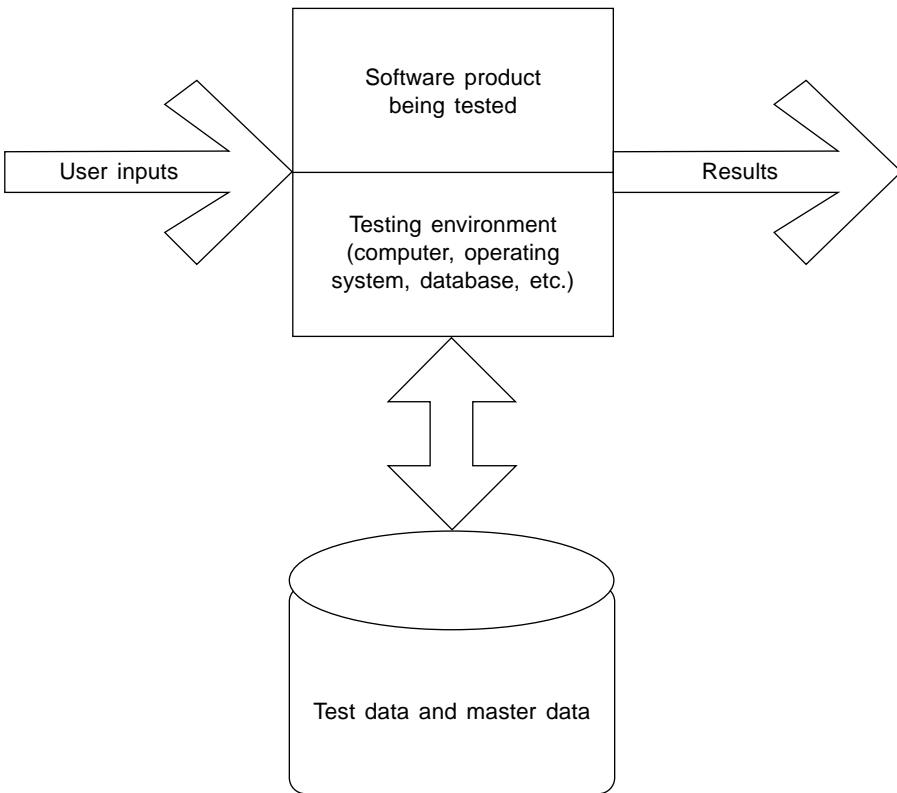 Software product
being tested
User inputs
Results
Testing environment
(computer, operating
system, database, etc.)
Test data and master data